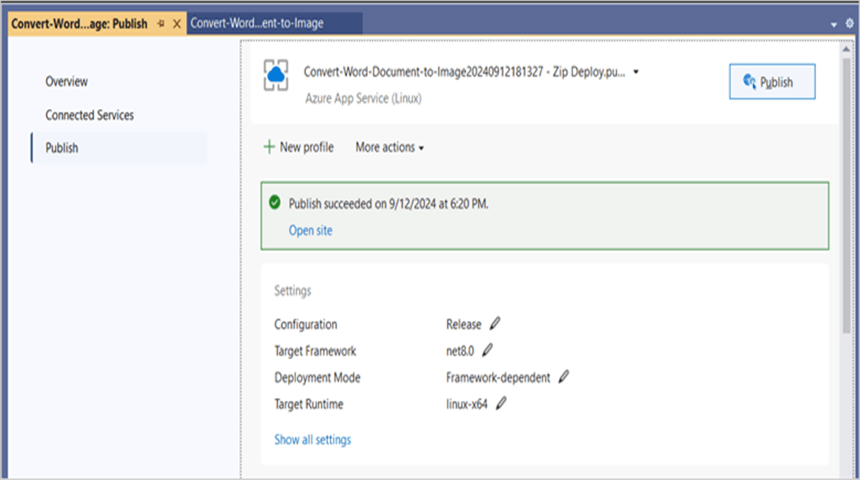 Convert-Word...age: Publish
Convert-Word...ent-to-Image
Overview
Connected Services
Publish
Convert-Word-Document-to-Image20240912181327 - Zip Deploy.pu...
Azure App Service (Linux)
Publish
New profile
More actions
Publish succeeded on 9/12/2024 at 6:20 PM.
Open site
Settings
Configuration Release
Target Framework net8.0
Deployment Mode Framework-dependent
Target Runtime linux-x64
Show all settings